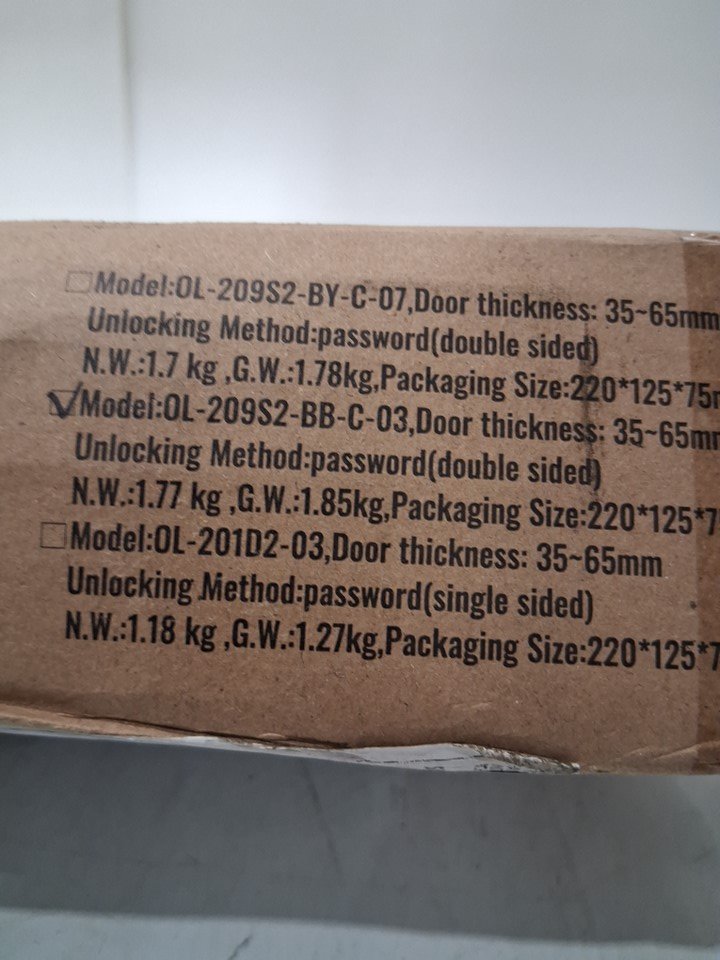 ☐Model:OL-209S2-BY-C-07,Door thickness: 35~65mm
Unlocking Method:password(double sided)
N.W.:1.7 kg ,G.W.:1.78kg,Packaging Size:220*125*75
☑Model:OL-209S2-BB-C-03,Door thickness: 35~65m
Unlocking Method:password(double sided)
N.W.:1.77 kg ,G.W.:1.85kg,Packaging Size:220*125*7
☐Model:OL-201D2-03,Door thickness: 35~65mm
Unlocking Method:password(single sided)
N.W.:1.18 kg ,G.W.:1.27kg,Packaging Size:220*125*7